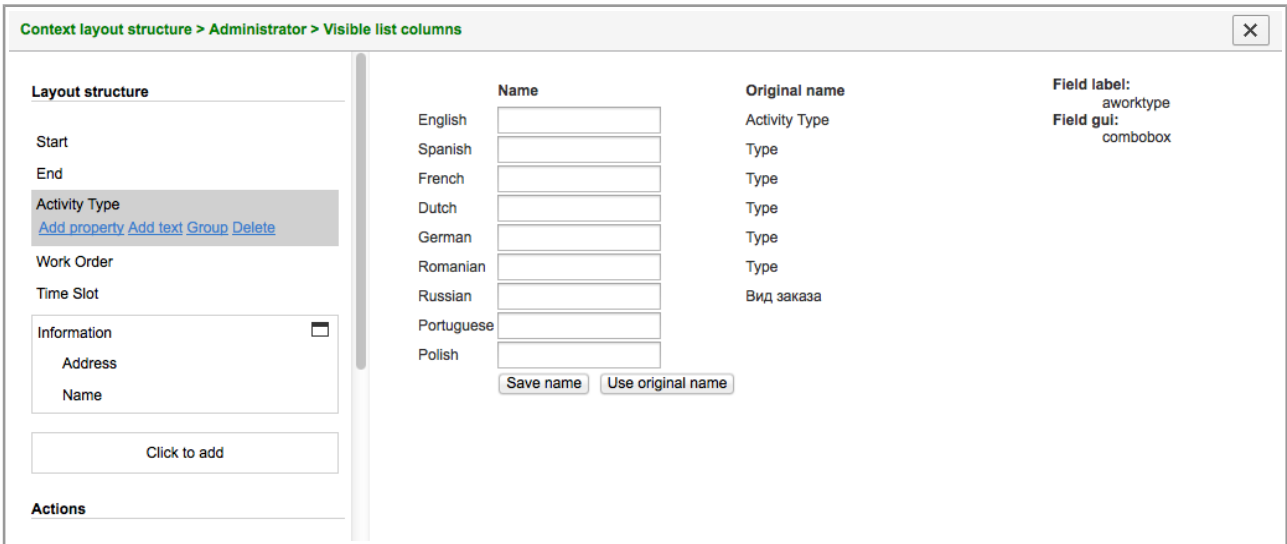 Context layout structure > Administrator > Visible list columns
Layout structure
Start
End
Activity Type
Add property Add text Group Delete
Work Order
Time Slot
Information
Address
Name
Click to add
Actions
Name Original name
English Activity Type
Spanish Type
French Type
Dutch Type
German Type
Romanian Type
Russian Вид заказа
Portuguese
Polish
Save name Use original name
Field label:
aworktype
Field gui:
combobox